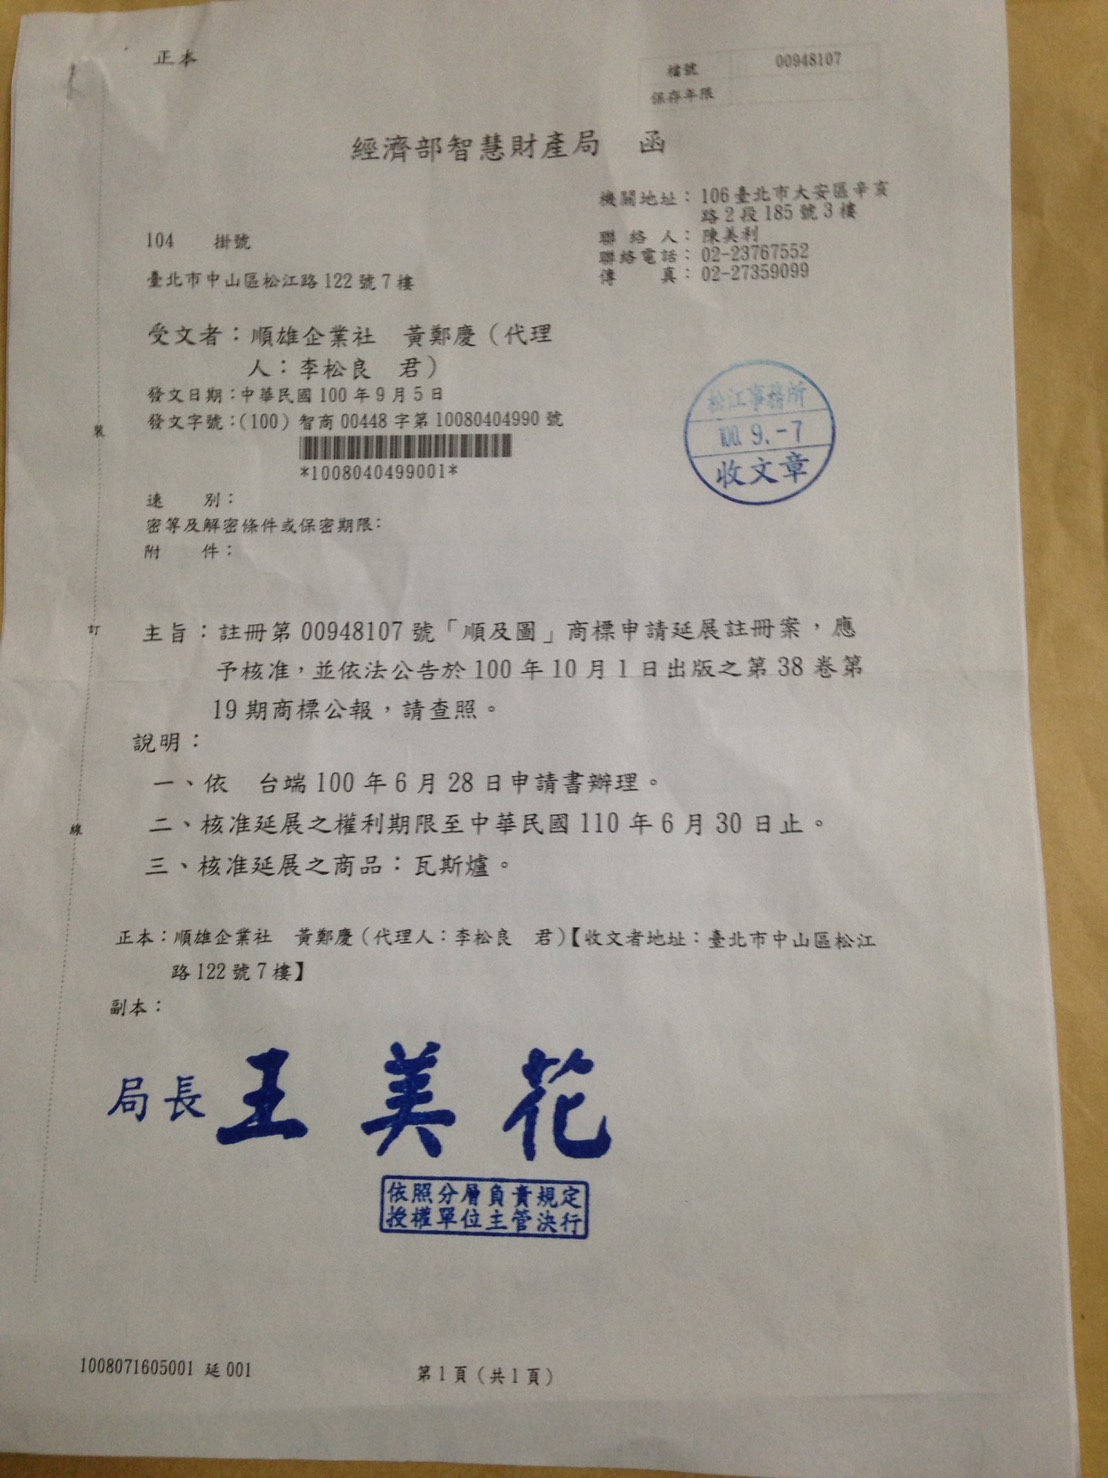 正本
檔號 00948107
保存年限
經濟部智慧財產局 函
機關地址：106臺北市大安區辛亥
路2段185號3樓
聯 絡 人：陳美利
聯絡電話：02-23767552
傳 真：02-27359099
104 掛號
臺北市中山區松江路122號7樓
受文者：順雄企業社 黃鄭慶（代理
人：李松良 君）
發文日期：中華民國100年9月5日
發文字號：(100)智商00448字第10080404990號
*1008040499001*
松江事務所
100. 9. -7
收文章
速 別：
密等及解密條件或保密期限：
附 件：
裝
訂
線
主旨：註冊第00948107號「順及圖」商標申請延展註冊案，應
予核准，並依法公告於100年10月1日出版之第38卷第
19期商標公報，請查照。
說明：
一、依 台端100年6月28日申請書辦理。
二、核准延展之權利期限至中華民國110年6月30日止。
三、核准延展之商品：瓦斯爐。
正本：順雄企業社 黃鄭慶（代理人：李松良 君）【收文者地址：臺北市中山區松江
路122號7樓】
副本：
局長 王美花
依照分層負責規定
授權單位主管決行
1008071605001 延001
第1頁（共1頁）